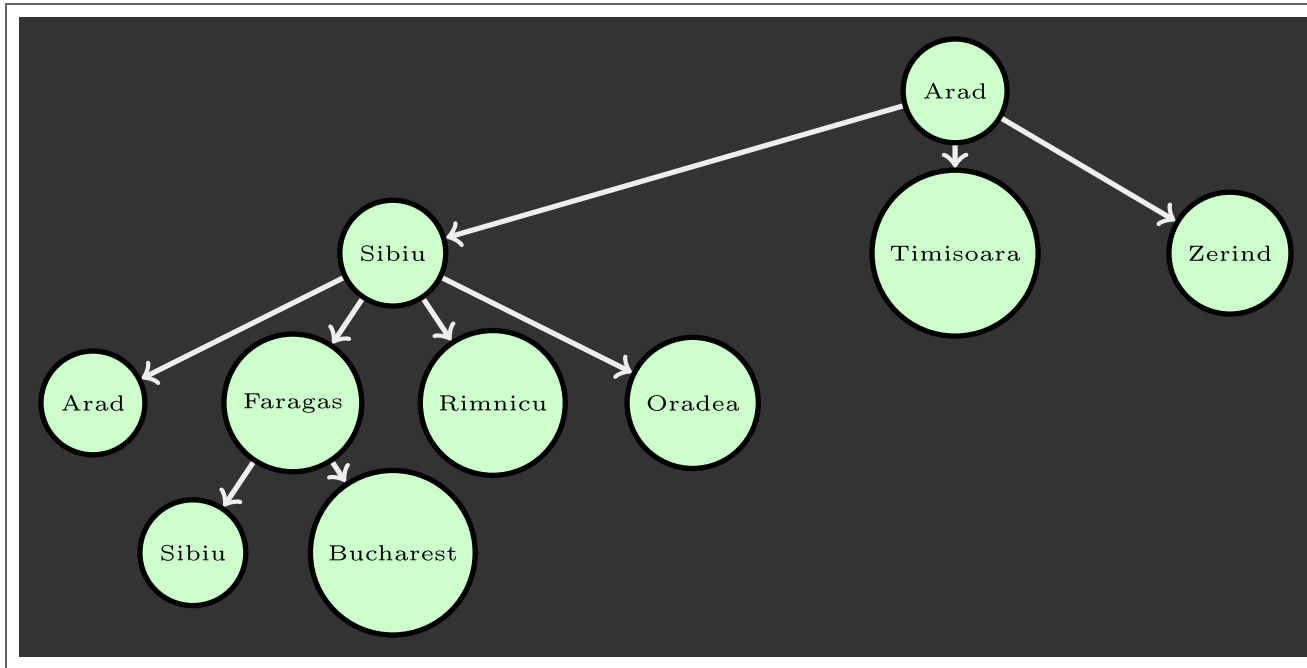 Arad
Sibiu
Timisoara
Zerind
Arad
Faragas
Rimnicu
Oradea
Sibiu
Bucharest